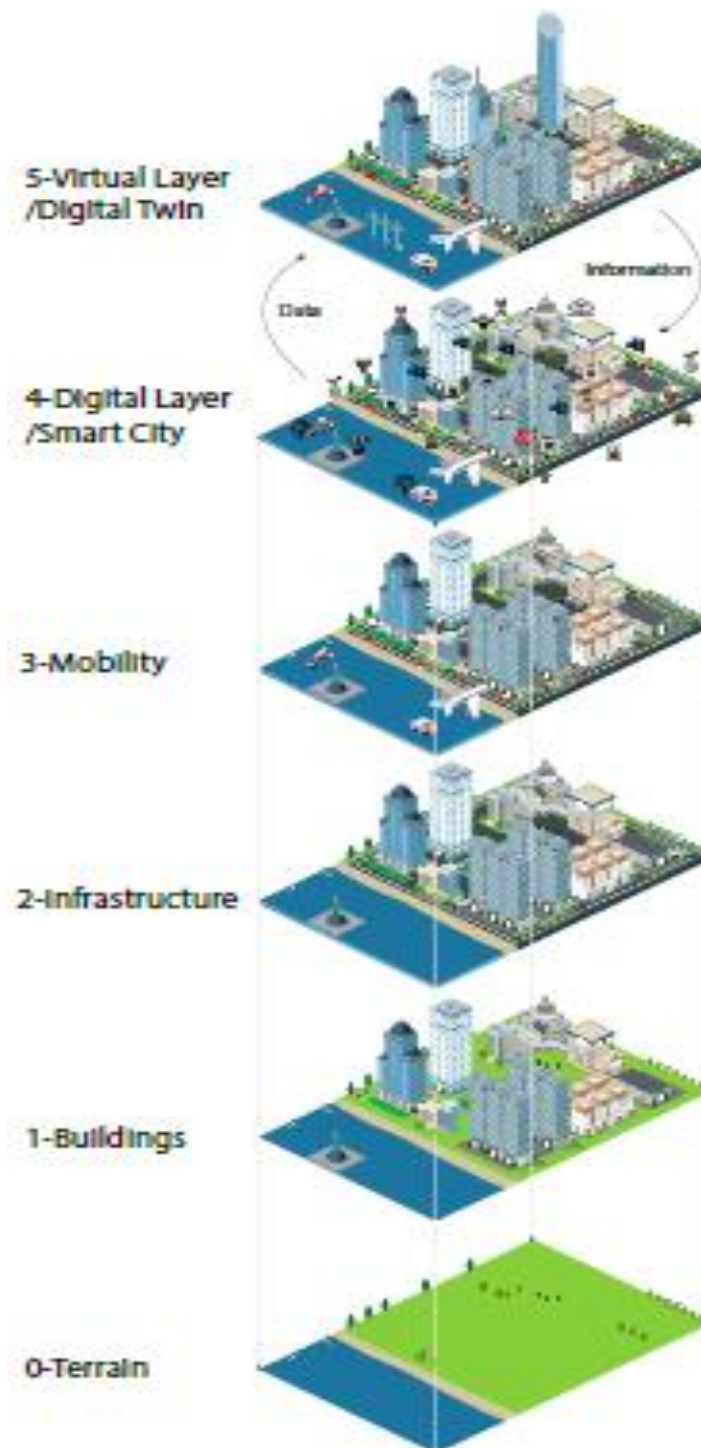 5-Virtual Layer
/Digital Twin
Information
Data
4-Digital Layer
/Smart City
3-Mobility
2-Infrastructure
1-Buildings
0-Terrain